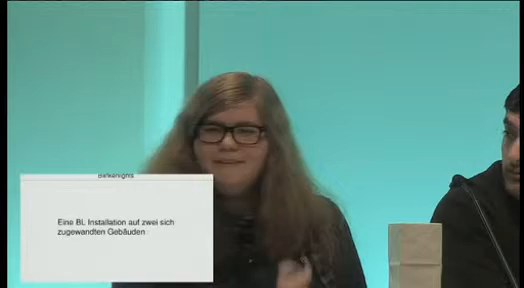 Blinkenlights
Eine BL Installation auf zwei sich
zugewandten Gebäuden